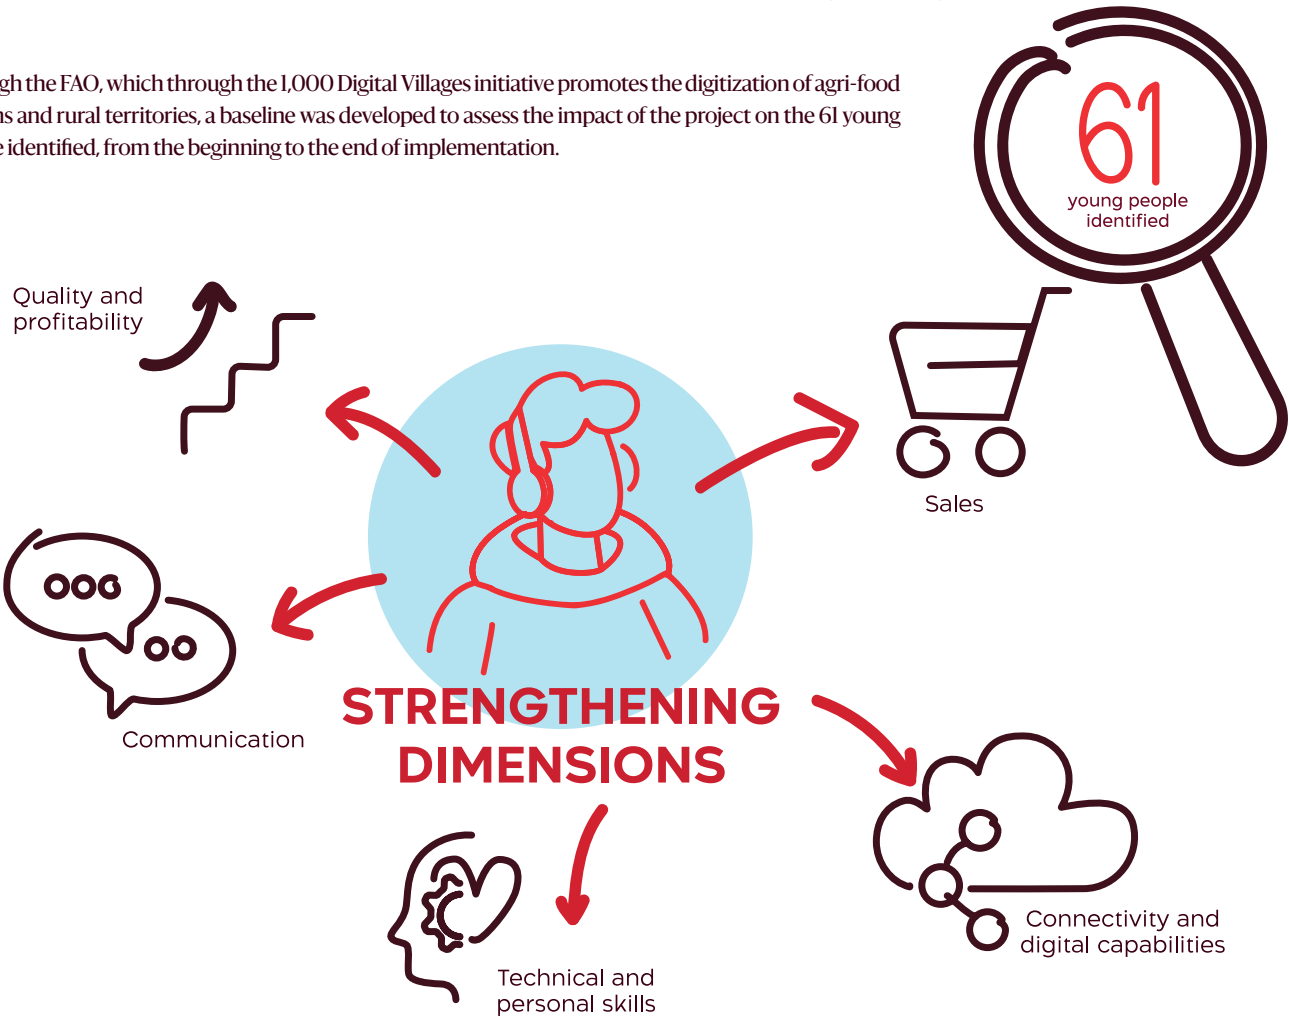 gh the FAO, which through the 1,000 Digital Villages initiative promotes the digitization of agri-food
ns and rural territories, a baseline was developed to assess the impact of the project on the 61 young
e identified, from the beginning to the end of implementation.
61
young people
identified
Quality and
profitability
Sales
Communication
STRENGTHENING
DIMENSIONS
Connectivity and
digital capabilities
Technical and
personal skills